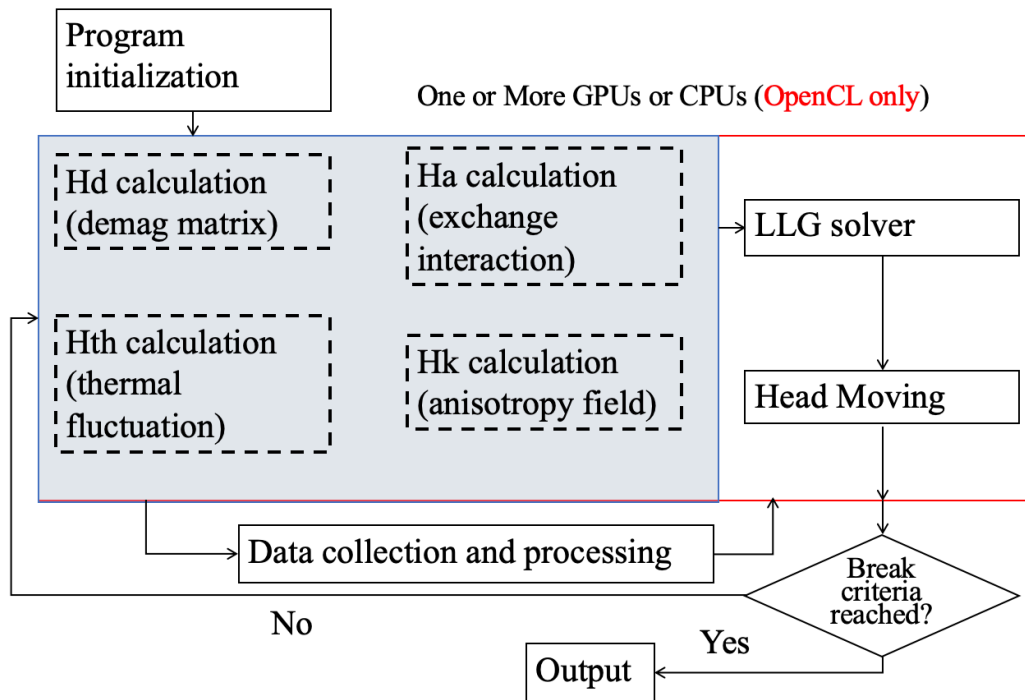 Program
initialization
One or More GPUs or CPUs (OpenCL only)
Hd calculation
(demag matrix)
Ha calculation
(exchange
interaction)
LLG solver
Hth calculation
(thermal
fluctuation)
Hk calculation
(anisotropy field)
Head Moving
Data collection and processing
Break
criteria
reached?
No
Yes
Output